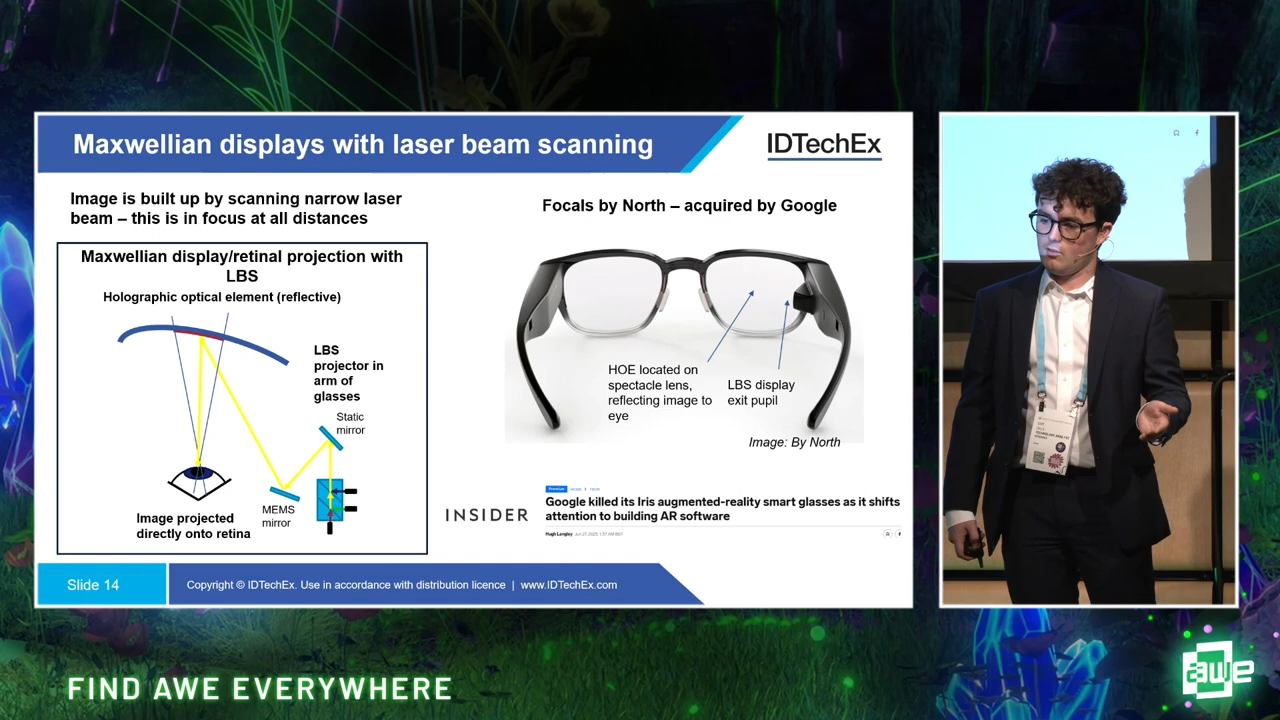 Maxwellian displays with laser beam scanning
IDTechEx
Image is built up by scanning narrow laser
beam – this is in focus at all distances
Maxwellian display/retinal projection with
LBS
Holographic optical element (reflective)
LBS
projector in
arm of
glasses
Static
mirror
MEMS
mirror
Image projected
directly onto retina
Focals by North – acquired by Google
HOE located on
spectacle lens,
reflecting image to
eye
LBS display
exit pupil
Image: By North
INSIDER
Google killed its Iris augmented-reality smart glasses as it shifts
attention to building AR software
Hugh Langley
Slide 14
Copyright © IDTechEx. Use in accordance with distribution licence | www.IDTechEx.com
FIND AWE EVERYWHERE
awe